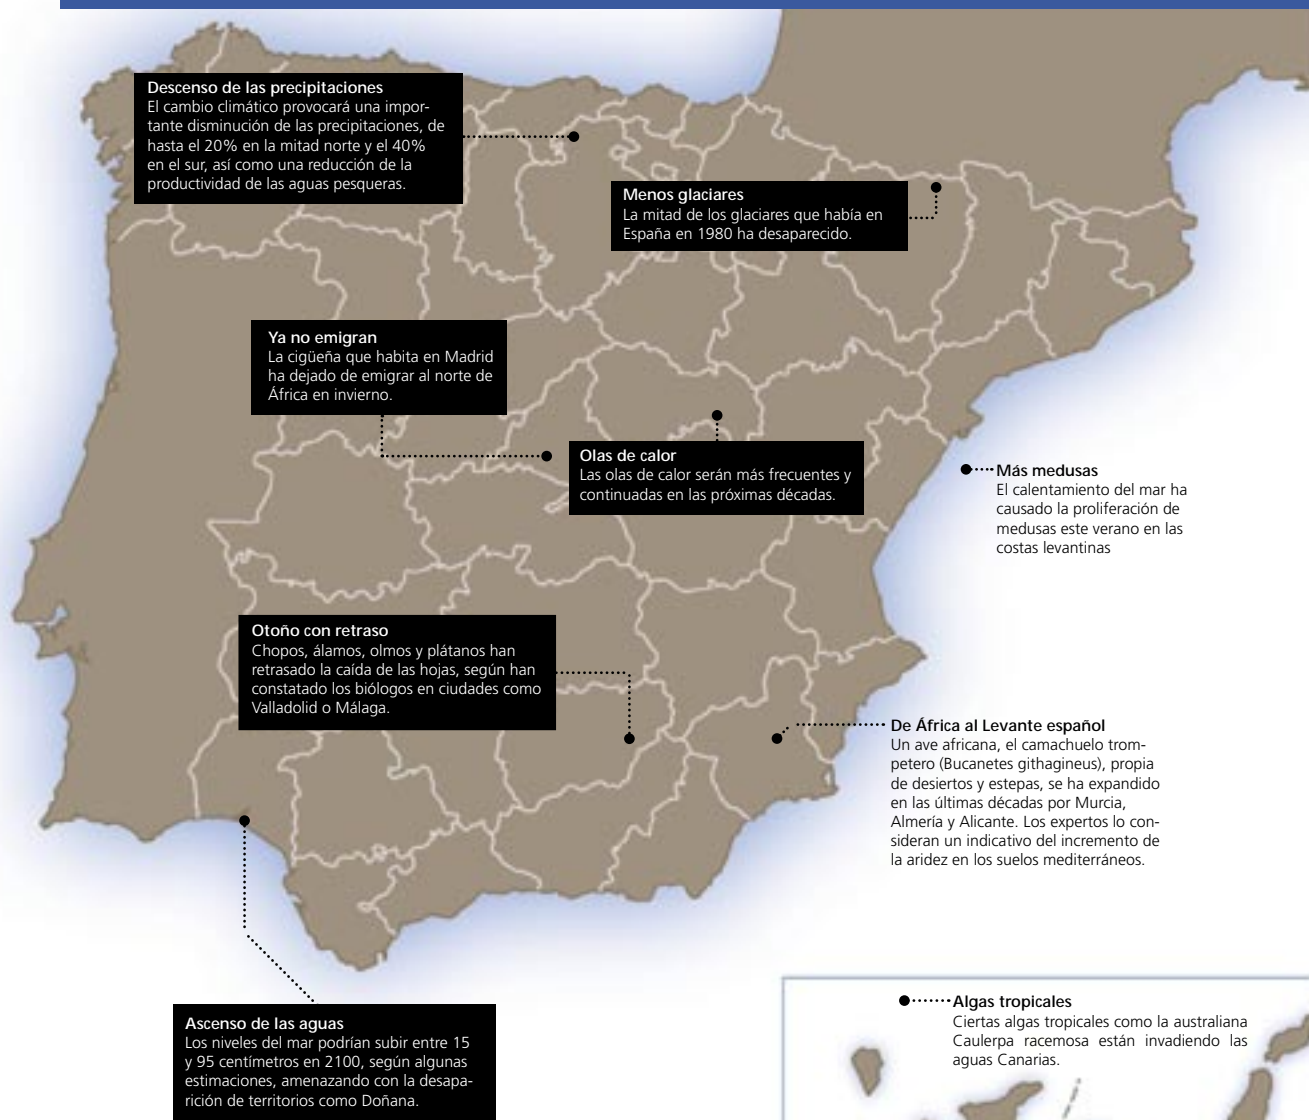 Descenso de las precipitaciones
El cambio climático provocará una impor-
tante disminución de las precipitaciones, de
hasta el 20% en la mitad norte y el 40%
en el sur, así como una reducción de la
productividad de las aguas pesqueras.
Menos glaciares
La mitad de los glaciares que había en
España en 1980 ha desaparecido.
Ya no emigran
La cigüeña que habita en Madrid
ha dejado de emigrar al norte de
África en invierno.
Olas de calor
Las olas de calor serán más frecuentes y
continuadas en las próximas décadas.
Más medusas
El calentamiento del mar ha
causado la proliferación de
medusas este verano en las
costas levantinas
Otoño con retraso
Chopos, álamos, olmos y plátanos han
retrasado la caída de las hojas, según han
constatado los biólogos en ciudades como
Valladolid o Málaga.
De África al Levante español
Un ave africana, el camachuelo trom-
petero (Bucanetes githagineus), propia
de desiertos y estepas, se ha expandido
en las últimas décadas por Murcia,
Almería y Alicante. Los expertos lo con-
sideran un indicativo del incremento de
la aridez en los suelos mediterráneos.
Ascenso de las aguas
Los niveles del mar podrían subir entre 15
y 95 centímetros en 2100, según algunas
estimaciones, amenazando con la desapa-
rición de territorios como Doñana.
Algas tropicales
Ciertas algas tropicales como la australiana
Caulerpa racemosa están invadiendo las
aguas Canarias.